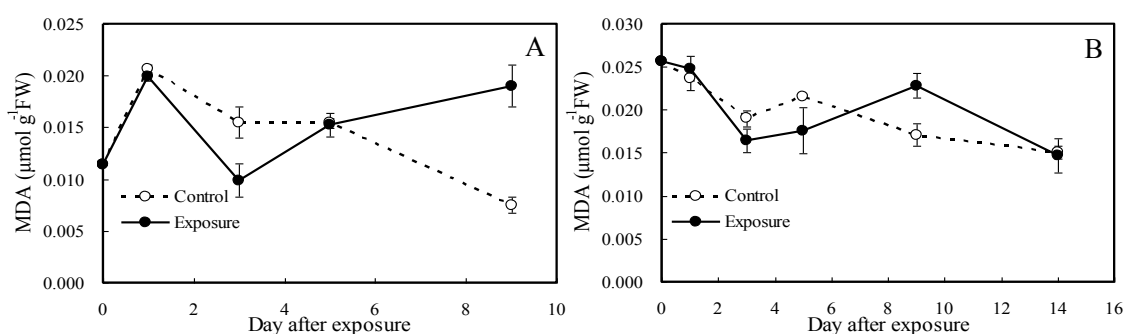 A
MDA (μmol g-1FW)
0.025
0.020
0.015
0.010
0.005
0.000
Control
Exposure
0 2 4 6 8 10
Day after exposure
B
MDA (μmol g-1FW)
0.030
0.025
0.020
0.015
0.010
0.005
0.000
Control
Exposure
0 2 4 6 8 10 12 14 16
Day after exposure